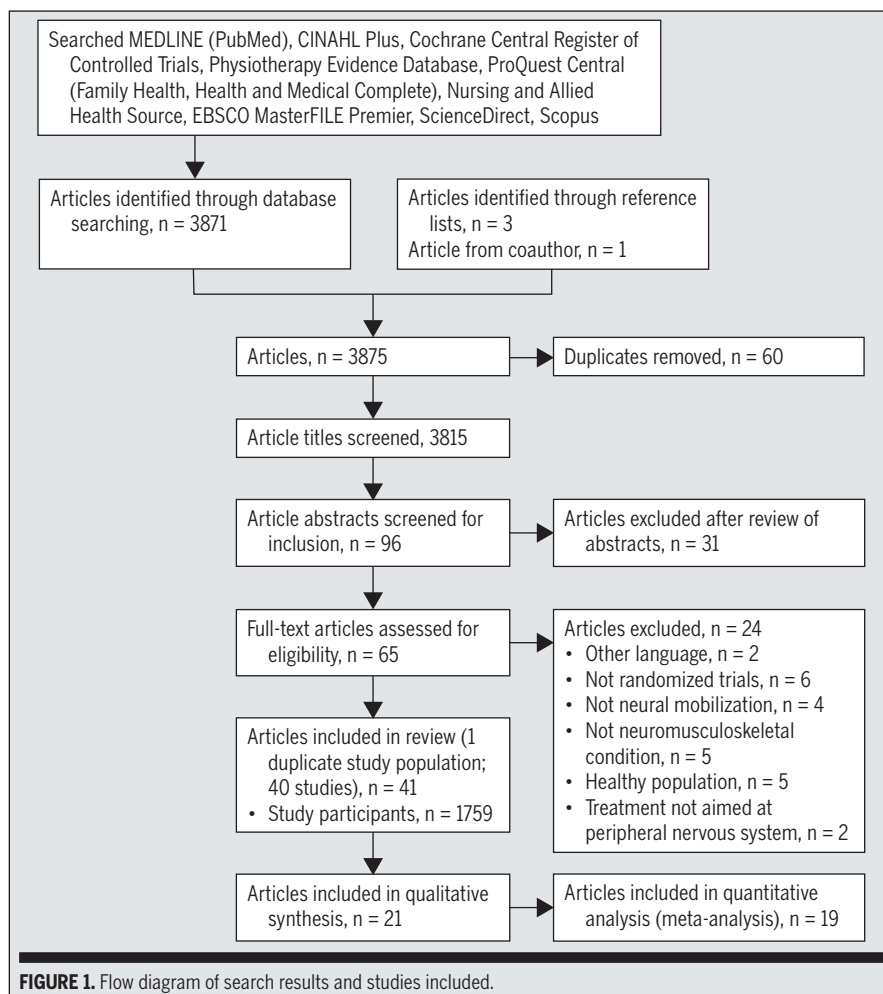 Searched MEDLINE (PubMed), CINAHL Plus, Cochrane Central Register of
Controlled Trials, Physiotherapy Evidence Database, ProQuest Central
(Family Health, Health and Medical Complete), Nursing and Allied
Health Source, EBSCO MasterFILE Premier, ScienceDirect, Scopus
Articles identified through database
searching, n = 3871
Articles identified through reference
lists, n = 3
Article from coauthor, n = 1
Articles, n = 3875
Duplicates removed, n = 60
Article titles screened, 3815
Article abstracts screened for
inclusion, n = 96
Articles excluded after review of
abstracts, n = 31
Full-text articles assessed for
eligibility, n = 65
Articles excluded, n = 24
• Other language, n = 2
• Not randomized trials, n = 6
• Not neural mobilization, n = 4
• Not neuromusculoskeletal
condition, n = 5
• Healthy population, n = 5
• Treatment not aimed at
peripheral nervous system, n = 2
Articles included in review (1
duplicate study population;
40 studies), n = 41
• Study participants, n = 1759
Articles included in qualitative
synthesis, n = 21
Articles included in quantitative
analysis (meta-analysis), n = 19
FIGURE 1. Flow diagram of search results and studies included.